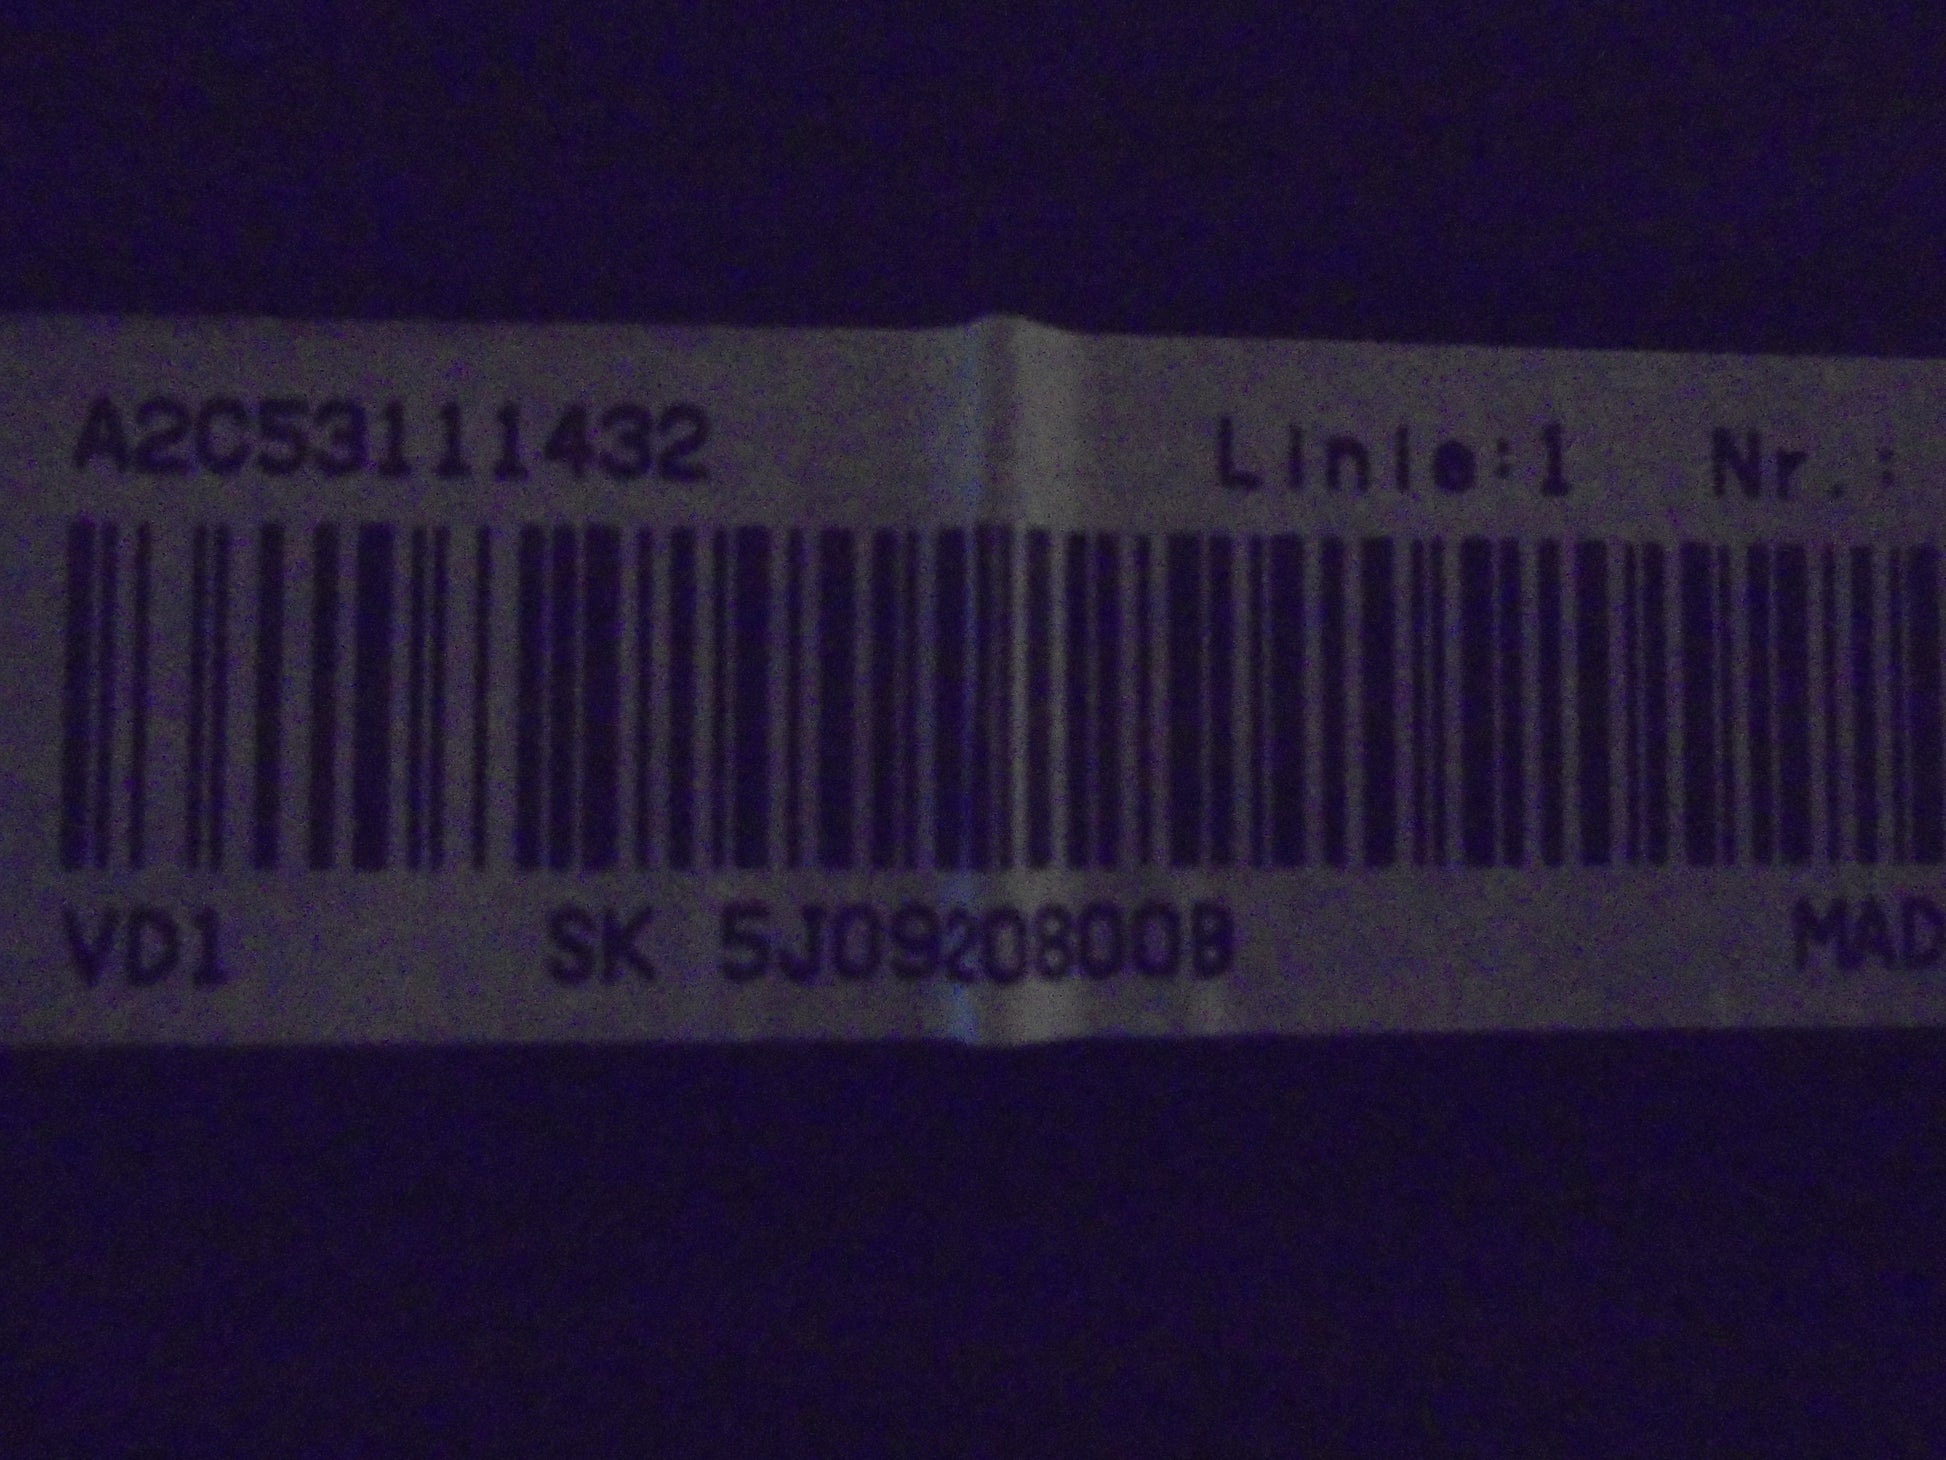 A2C53111432 Linie:1 Nr.:
VD1 SK 5J0920800B MAD